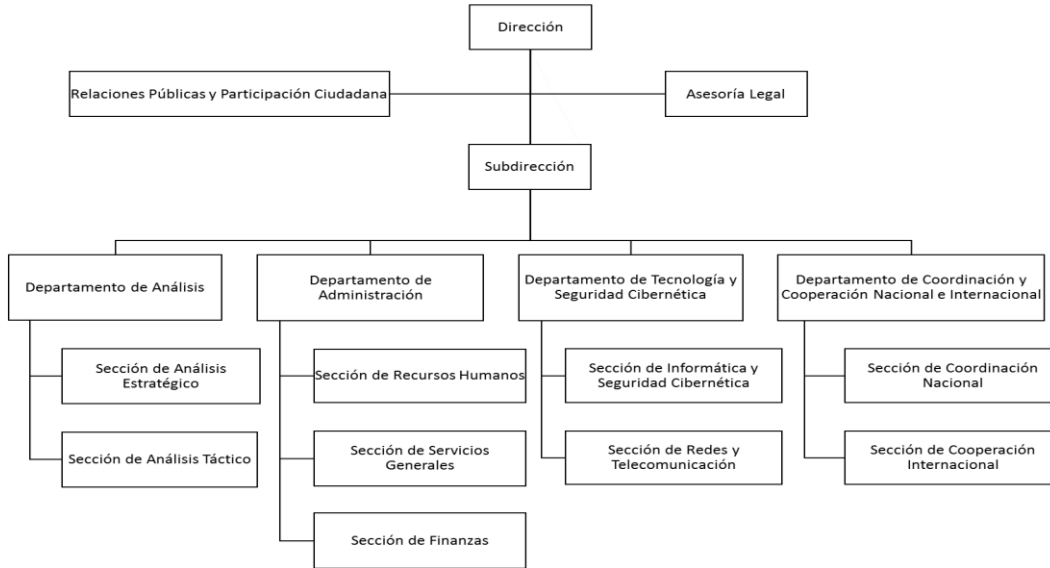 Dirección
Relaciones Públicas y Participación Ciudadana
Asesoría Legal
Subdirección
Departamento de Análisis
Departamento de
Administración
Departamento de Tecnología y
Seguridad Cibernética
Departamento de Coordinación y
Cooperación Nacional e Internacional
Sección de Análisis
Estratégico
Sección de Recursos Humanos
Sección de Informática y
Seguridad Cibernética
Sección de Coordinación
Nacional
Sección de Análisis Táctico
Sección de Servicios
Generales
Sección de Redes y
Telecomunicación
Sección de Cooperación
Internacional
Sección de Finanzas